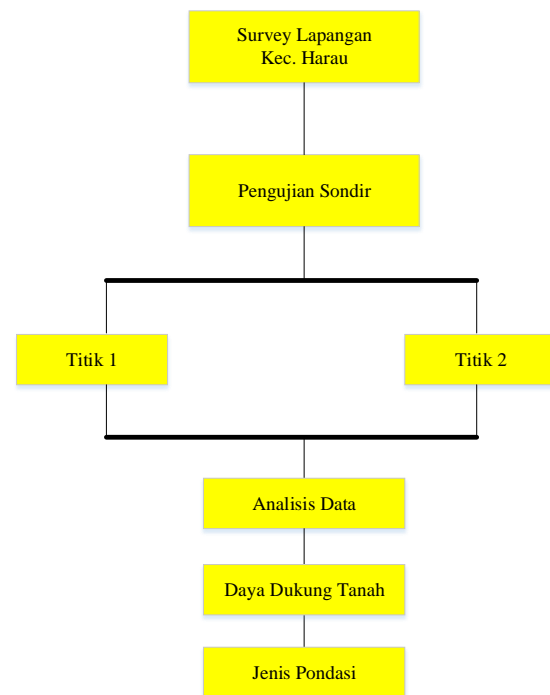 Survey Lapangan
Kec. Harau
Pengujian Sondir
Titik 1
Titik 2
Analisis Data
Daya Dukung Tanah
Jenis Pondasi